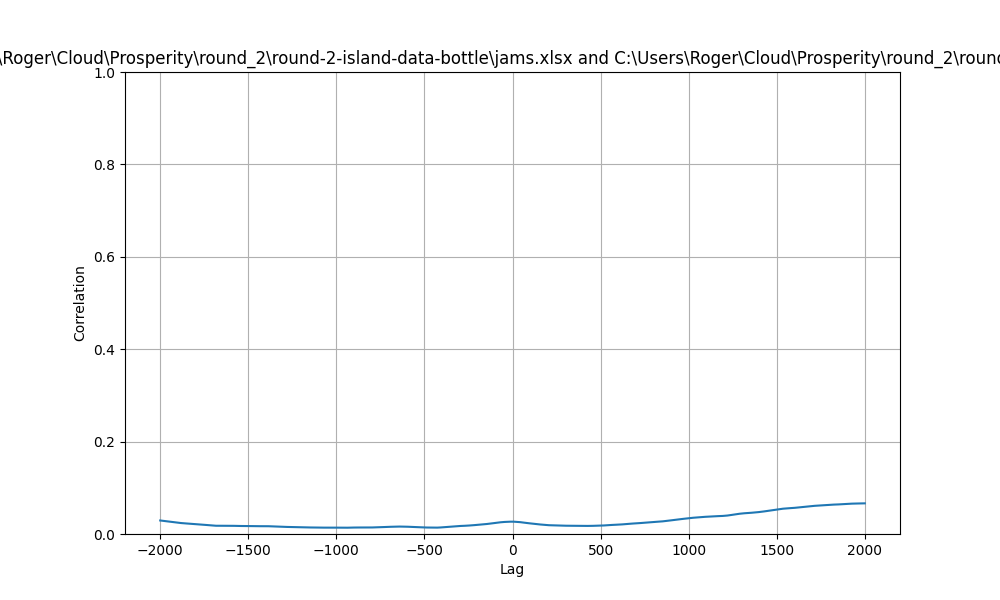 \Roger\Cloud\Prosperity\round_2\round-2-island-data-bottle\jams.xlsx and C:\Users\Roger\Cloud\Prosperity\round_2\round
1.0
0.8
0.6
0.4
0.2
0.0
Correlation
−2000 −1500 −1000 −500 0 500 1000 1500 2000
Lag